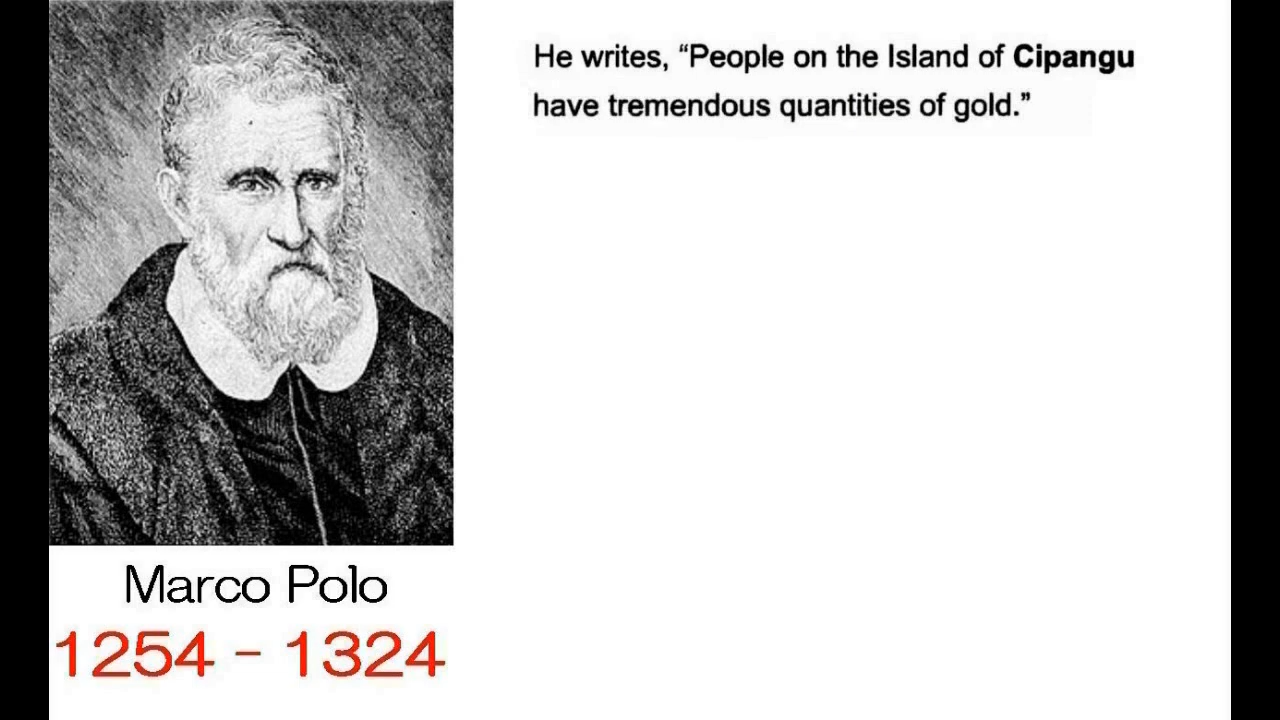 He writes, “People on the Island of Cipangu
have tremendous quantities of gold.”
Marco Polo
1254 - 1324